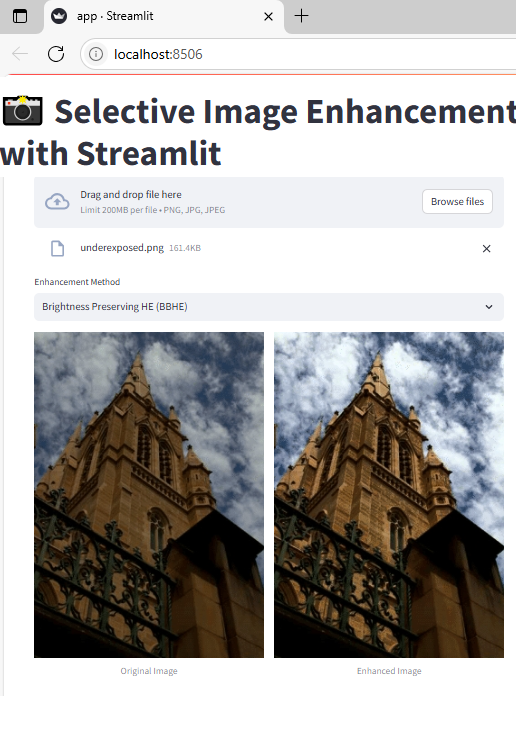 app · Streamlit
localhost:8506
Selective Image Enhancement
with Streamlit
Drag and drop file here
Limit 200MB per file • PNG, JPG, JPEG
Browse files
underexposed.png 161.4KB
Enhancement Method
Brightness Preserving HE (BBHE)
Original Image
Enhanced Image